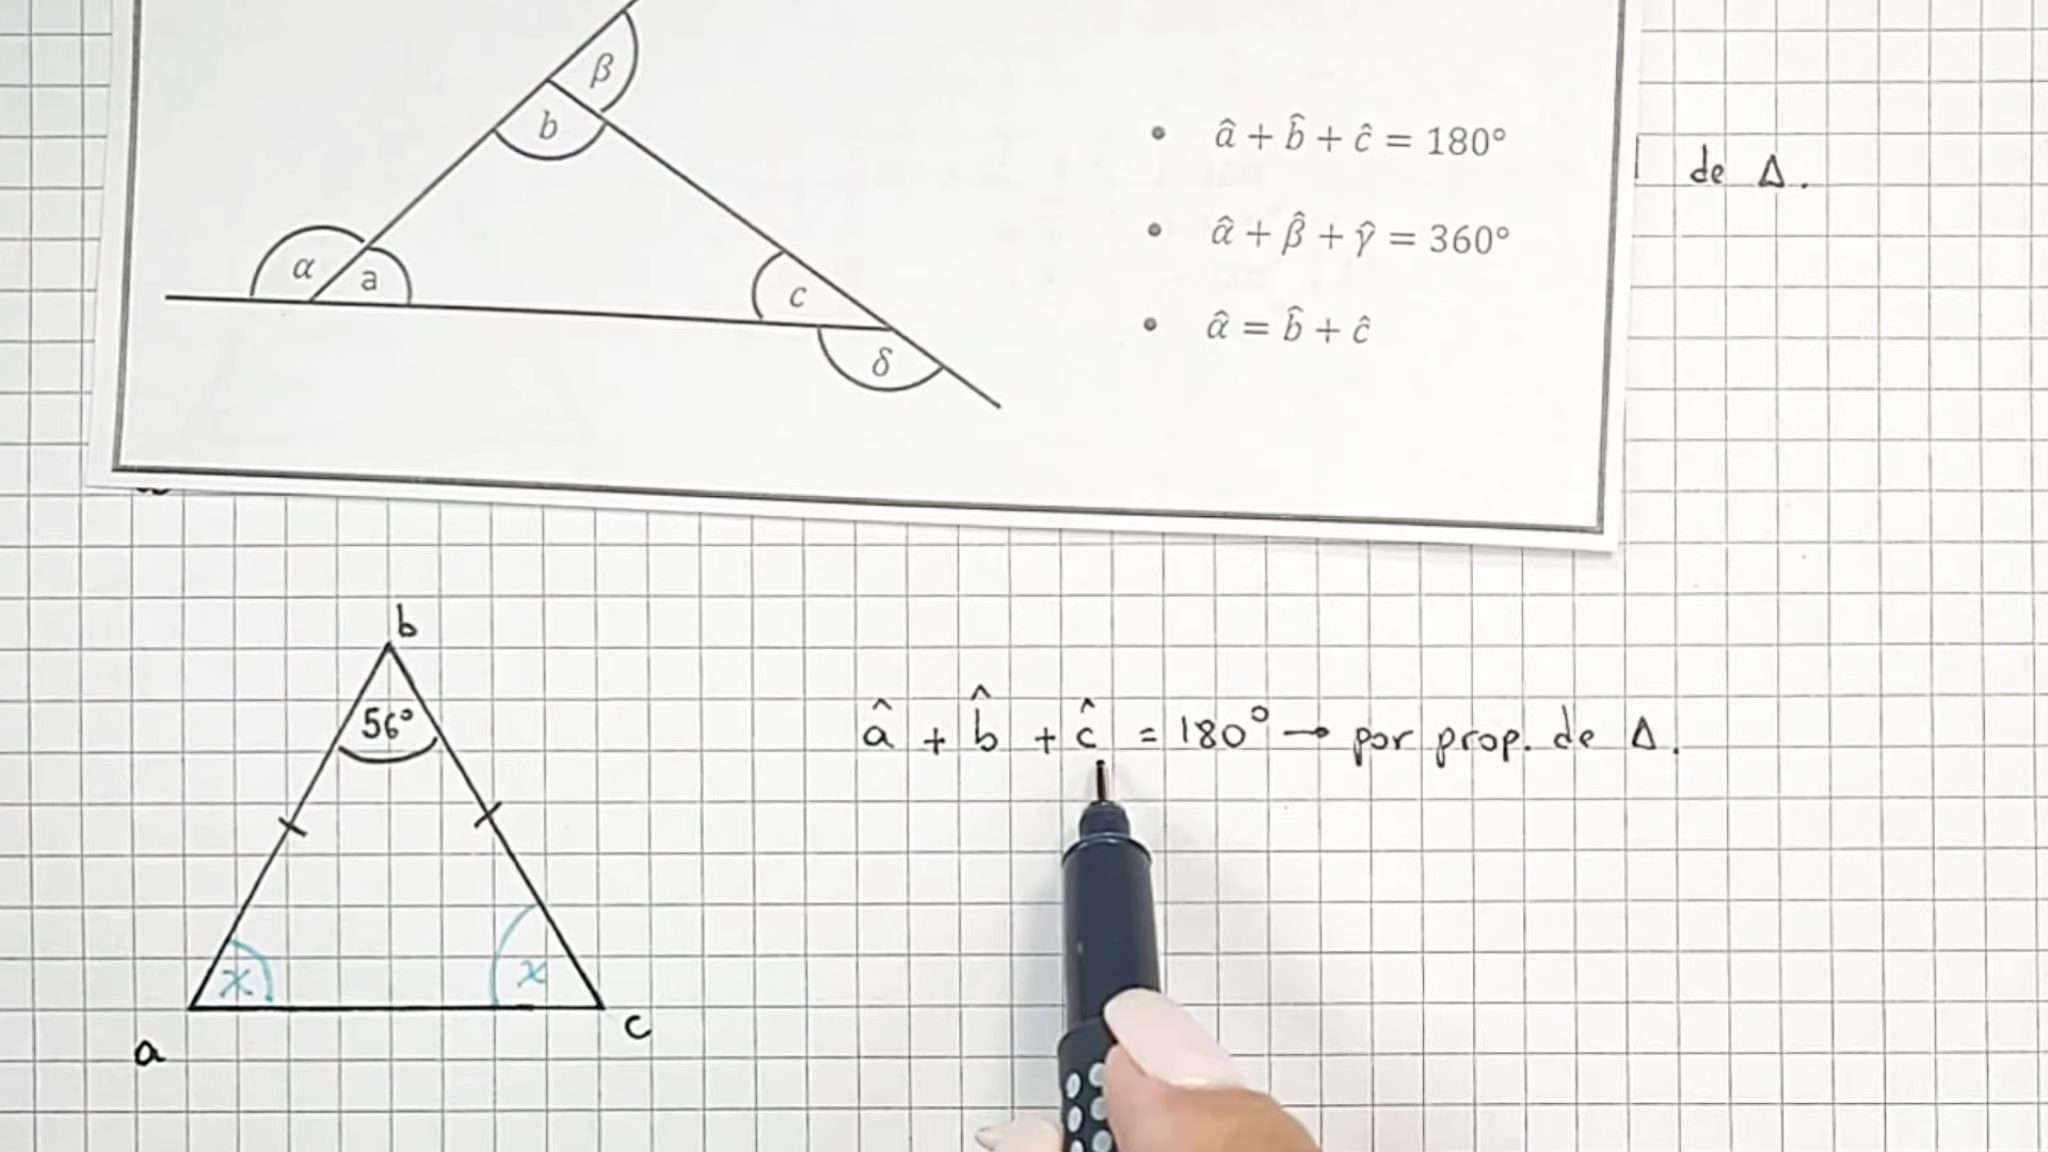 β
b
α
a
c
δ
• â + b̂ + ĉ = 180°
• α̂ + β̂ + γ̂ = 360°
• α̂ = b̂ + ĉ
de Δ.
b
56°
x
x
a
c
â + b̂ + ĉ = 180° → por prop. de Δ.